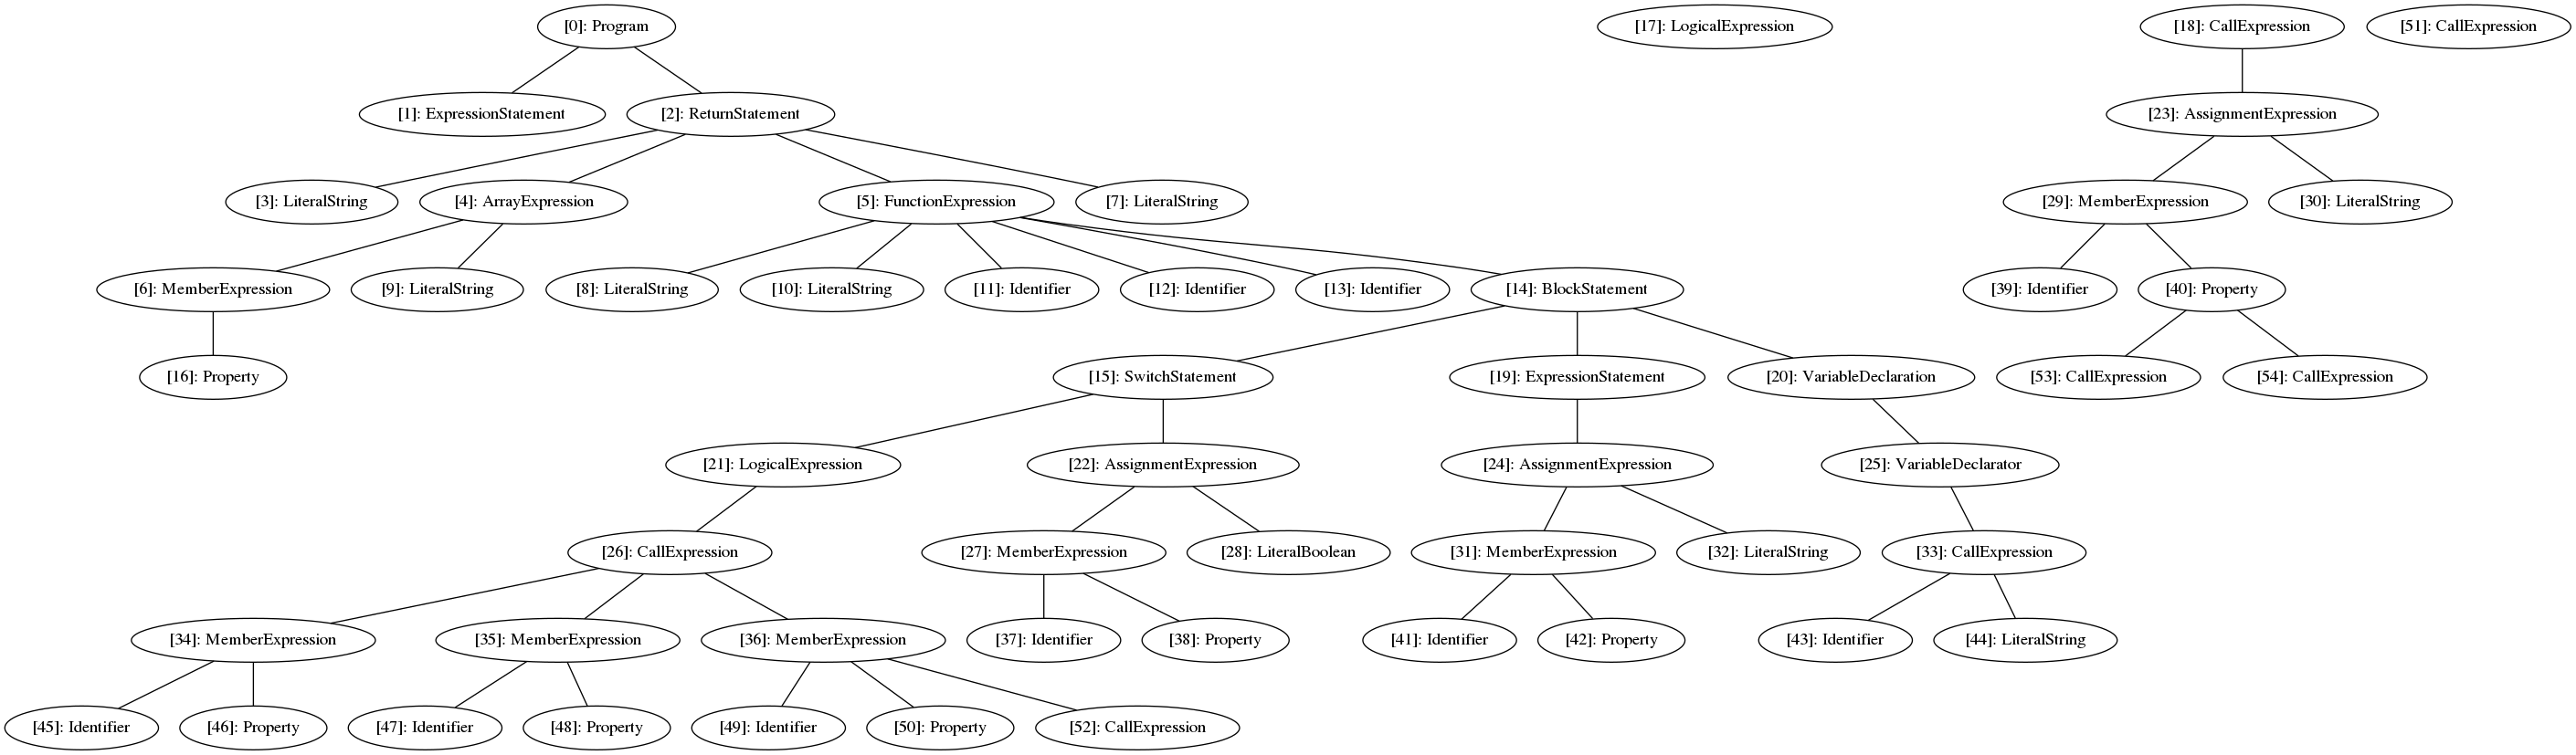 [0]: Program
[17]: LogicalExpression
[18]: CallExpression
[51]: CallExpression
[1]: ExpressionStatement
[2]: ReturnStatement
[23]: AssignmentExpression
[3]: LiteralString
[4]: ArrayExpression
[5]: FunctionExpression
[7]: LiteralString
[29]: MemberExpression
[30]: LiteralString
[6]: MemberExpression
[9]: LiteralString
[8]: LiteralString
[10]: LiteralString
[11]: Identifier
[12]: Identifier
[13]: Identifier
[14]: BlockStatement
[39]: Identifier
[40]: Property
[16]: Property
[15]: SwitchStatement
[19]: ExpressionStatement
[20]: VariableDeclaration
[53]: CallExpression
[54]: CallExpression
[21]: LogicalExpression
[22]: AssignmentExpression
[24]: AssignmentExpression
[25]: VariableDeclarator
[26]: CallExpression
[27]: MemberExpression
[28]: LiteralBoolean
[31]: MemberExpression
[32]: LiteralString
[33]: CallExpression
[34]: MemberExpression
[35]: MemberExpression
[36]: MemberExpression
[37]: Identifier
[38]: Property
[41]: Identifier
[42]: Property
[43]: Identifier
[44]: LiteralString
[45]: Identifier
[46]: Property
[47]: Identifier
[48]: Property
[49]: Identifier
[50]: Property
[52]: CallExpression